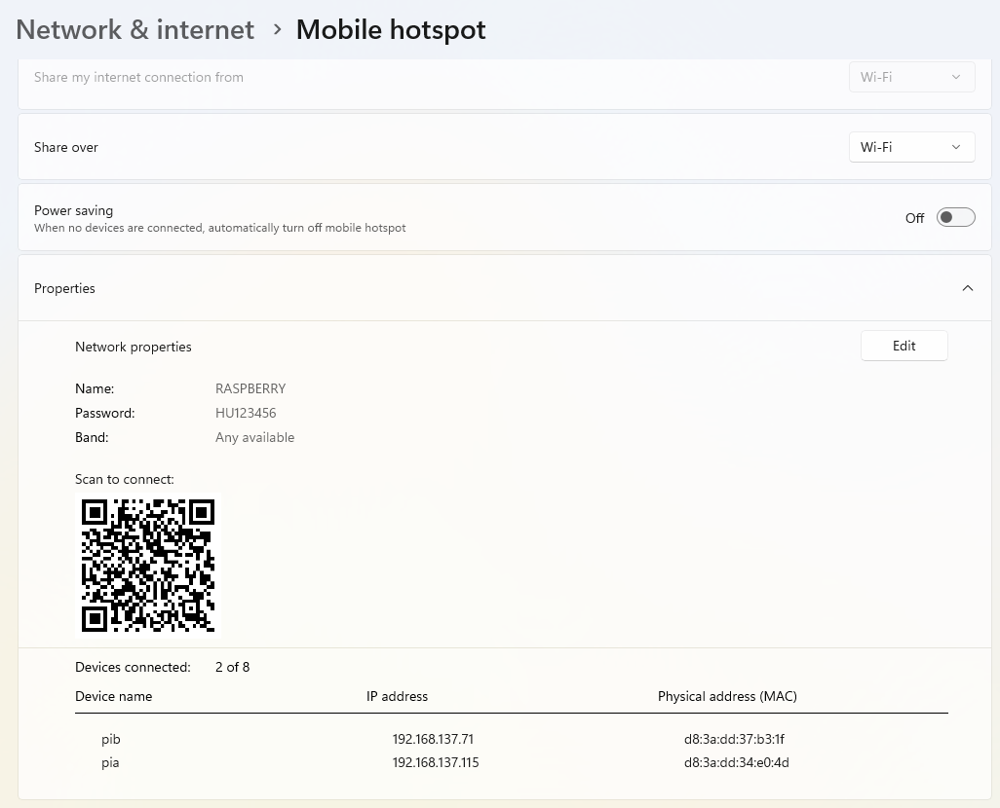 Network & internet > Mobile hotspot
Share my internet connection from Wi-Fi
Share over Wi-Fi
Power saving
When no devices are connected, automatically turn off mobile hotspot
Off
Properties
Network properties Edit
Name: RASPBERRY
Password: HU123456
Band: Any available
Scan to connect:
Devices connected: 2 of 8
Device name IP address Physical address (MAC)
pib 192.168.137.71 d8:3a:dd:37:b3:1f
pia 192.168.137.115 d8:3a:dd:34:e0:4d